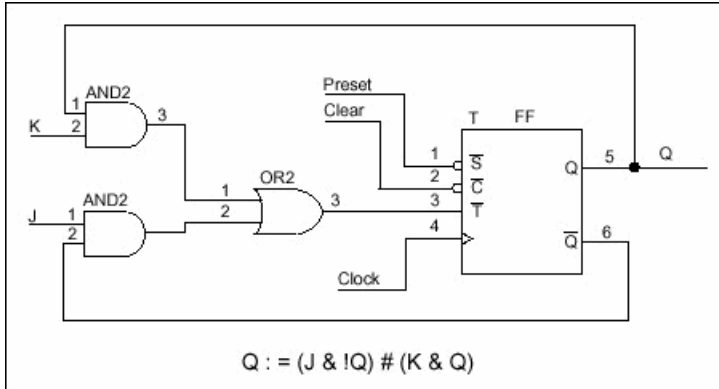 AND2
1
K 2
3
AND2
J 1
2
OR2
1
2
3
Preset
Clear
T FF
1 S̅
2 C̅
3 T̅
4
Clock
Q 5 Q
Q̅ 6
Q : = (J & !Q) # (K & Q)